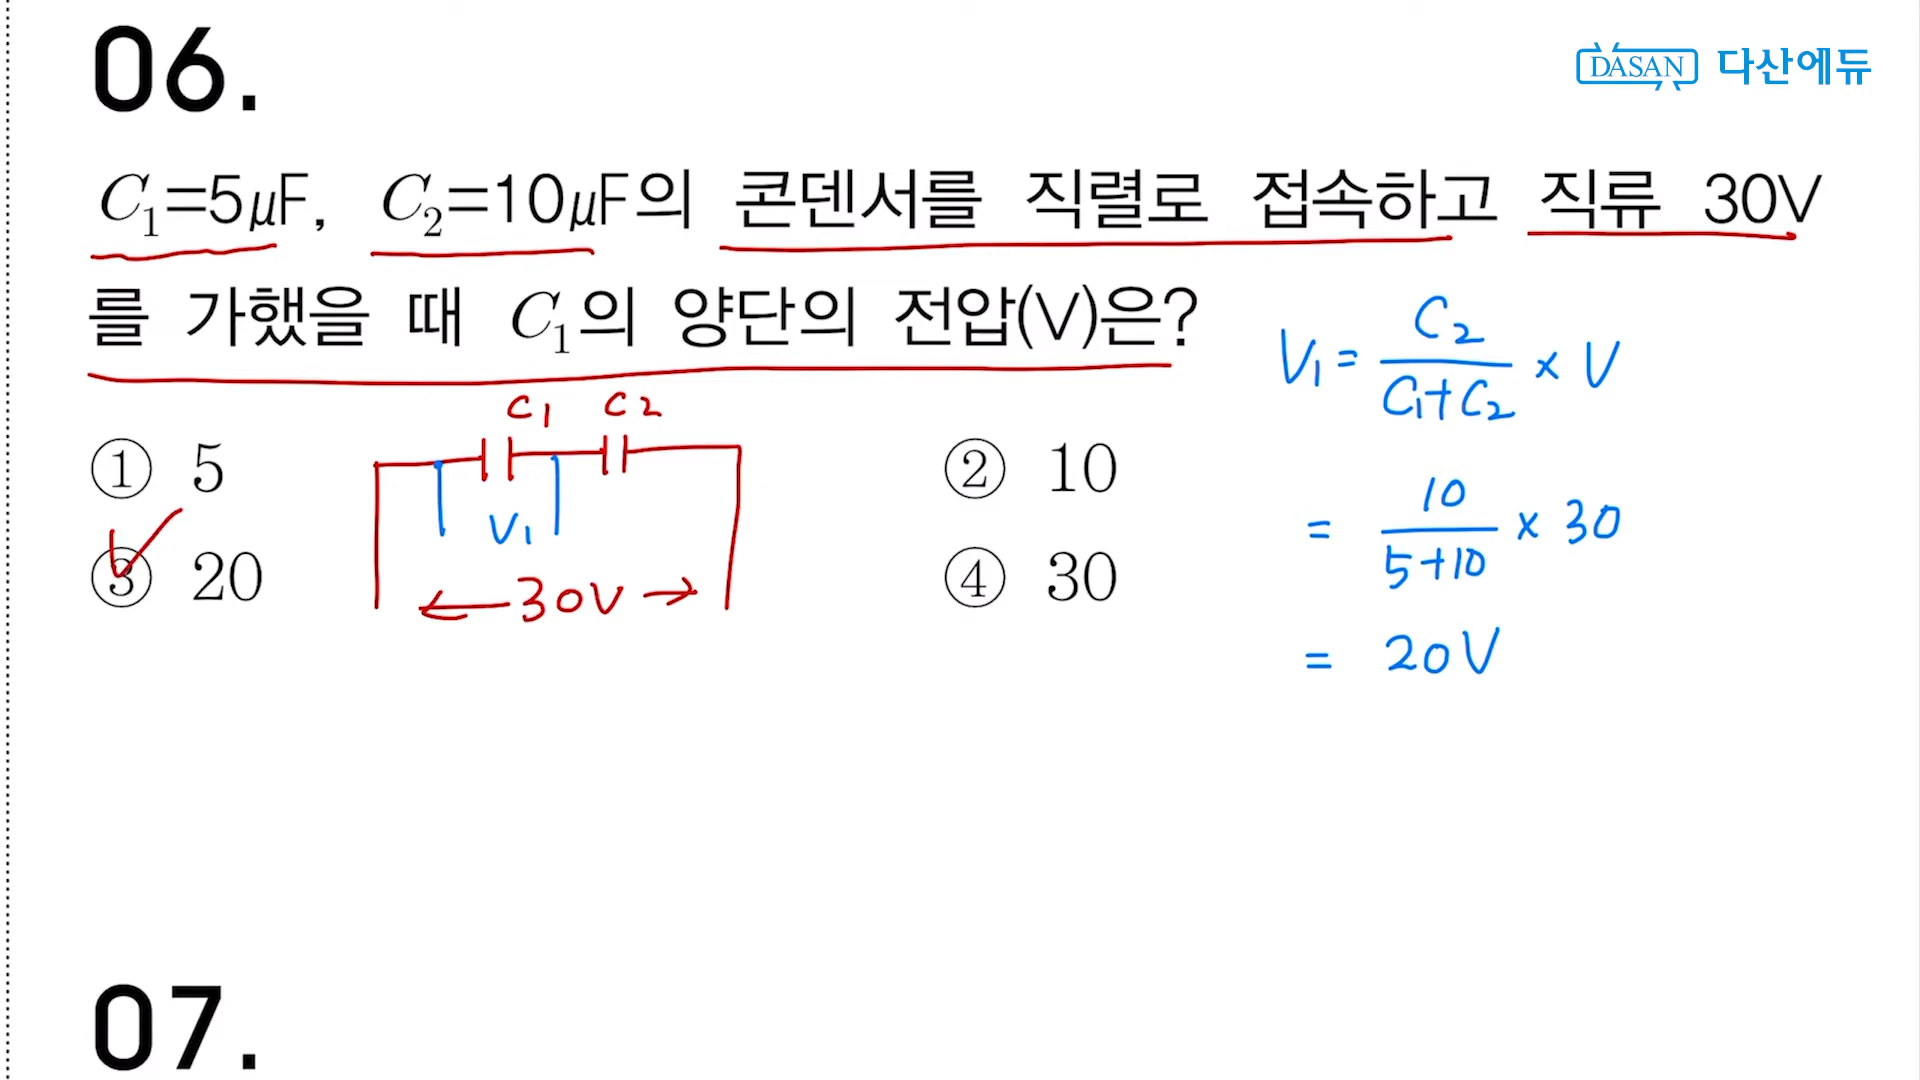 06.
DASAN 다산에듀
C₁=5㎌, C₂=10㎌의 콘덴서를 직렬로 접속하고 직류 30V
를 가했을 때 C₁의 양단의 전압(V)은?
① 5
② 10
③ 20
④ 30
C₁ C₂
V₁
30V
V₁ = C₂/(C₁+C₂) × V
= 10/(5+10) × 30
= 20V
07.